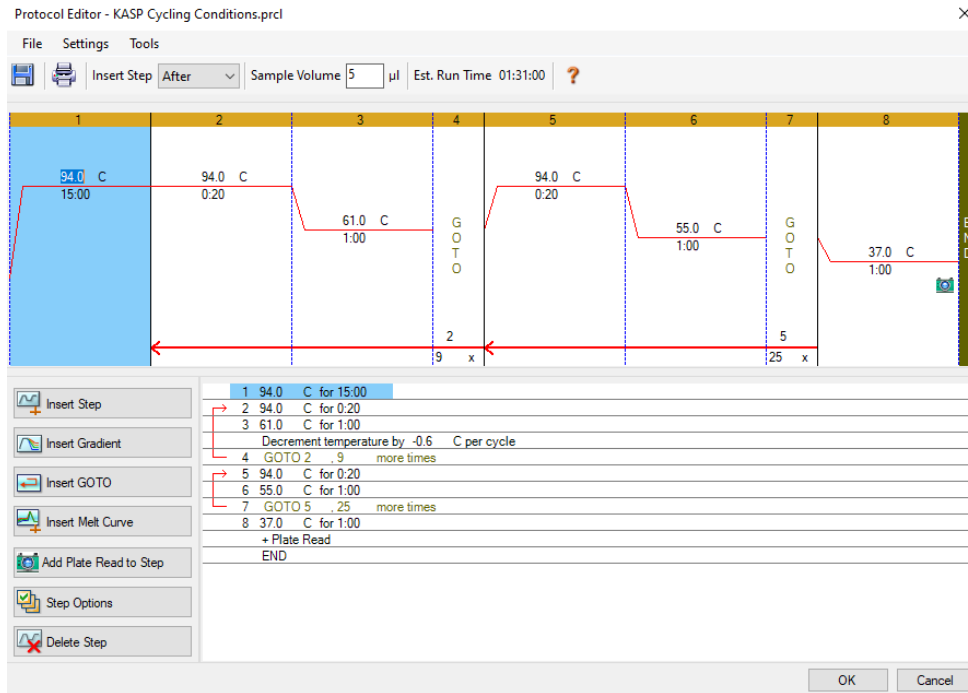 Protocol Editor - KASP Cycling Conditions.prcl
File Settings Tools
Insert Step After Sample Volume 5 µl Est. Run Time 01:31:00 ?
1 2 3 4 5 6 7 8
94.0 C 94.0 C 94.0 C
15:00 0:20 0:20
61.0 C 55.0 C
1:00 1:00
37.0 C
1:00
GOTO GOTO
END
2 5
9 x 25 x
Insert Step
Insert Gradient
Insert GOTO
Insert Melt Curve
Add Plate Read to Step
Step Options
Delete Step
1 94.0 C for 15:00
2 94.0 C for 0:20
3 61.0 C for 1:00
Decrement temperature by -0.6 C per cycle
4 GOTO 2 , 9 more times
5 94.0 C for 0:20
6 55.0 C for 1:00
7 GOTO 5 , 25 more times
8 37.0 C for 1:00
+ Plate Read
END
OK Cancel